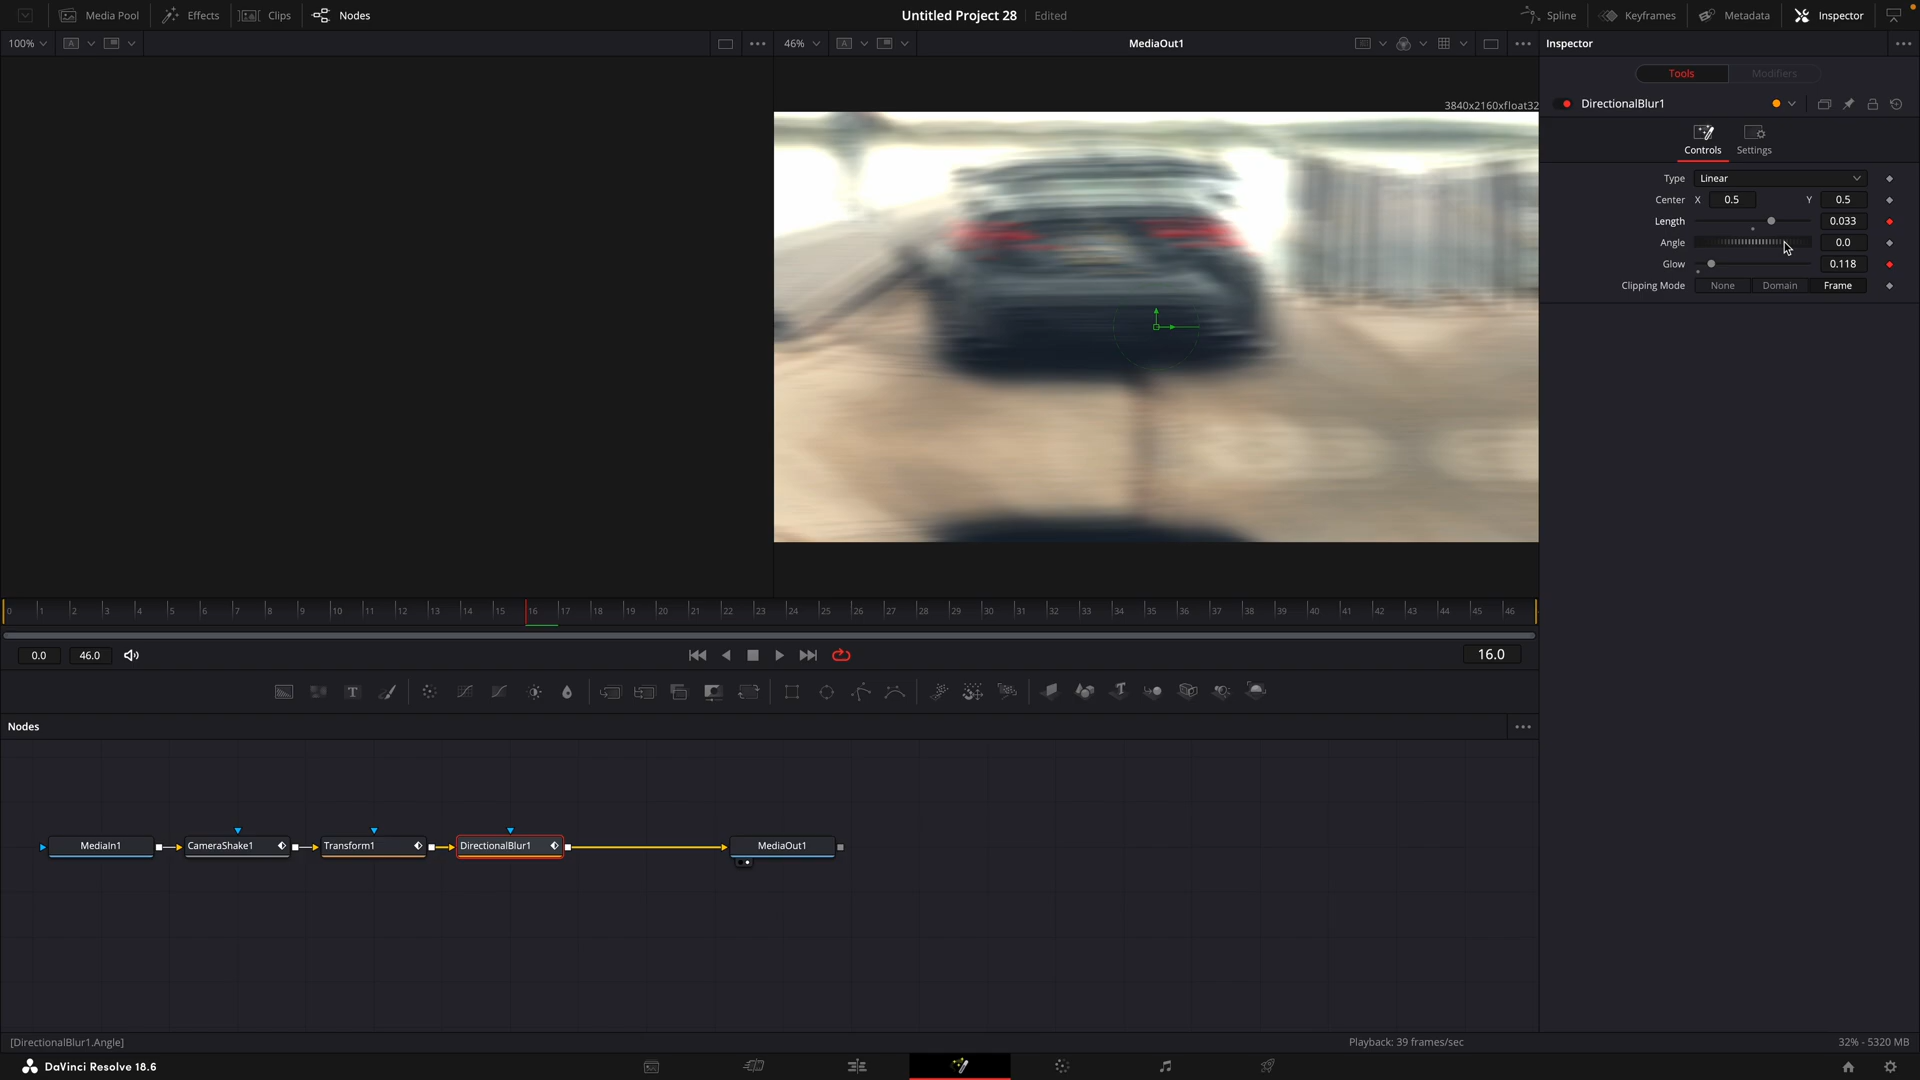 Media Pool Effects Clips Nodes Untitled Project 28 Edited Spline Keyframes Metadata Inspector
100% A 46% A MediaOut1 Inspector
3840x2160xfloat32
Tools Modifiers
DirectionalBlur1
Controls Settings
Type Linear
Center X 0.5 Y 0.5
Length 0.033
Angle 0.0
Glow 0.118
Clipping Mode None Domain Frame
0 1 2 3 4 5 6 7 8 9 10 11 12 13 14 15 16 17 18 19 20 21 22 23 24 25 26 27 28 29 30 31 32 33 34 35 36 37 38 39 40 41 42 43 44 45 46
0.0 46.0 16.0
T T
Nodes
MediaIn1 CameraShake1 Transform1 DirectionalBlur1 MediaOut1
[DirectionalBlur1.Angle] Playback: 39 frames/sec 32% - 5320 MB
DaVinci Resolve 18.6